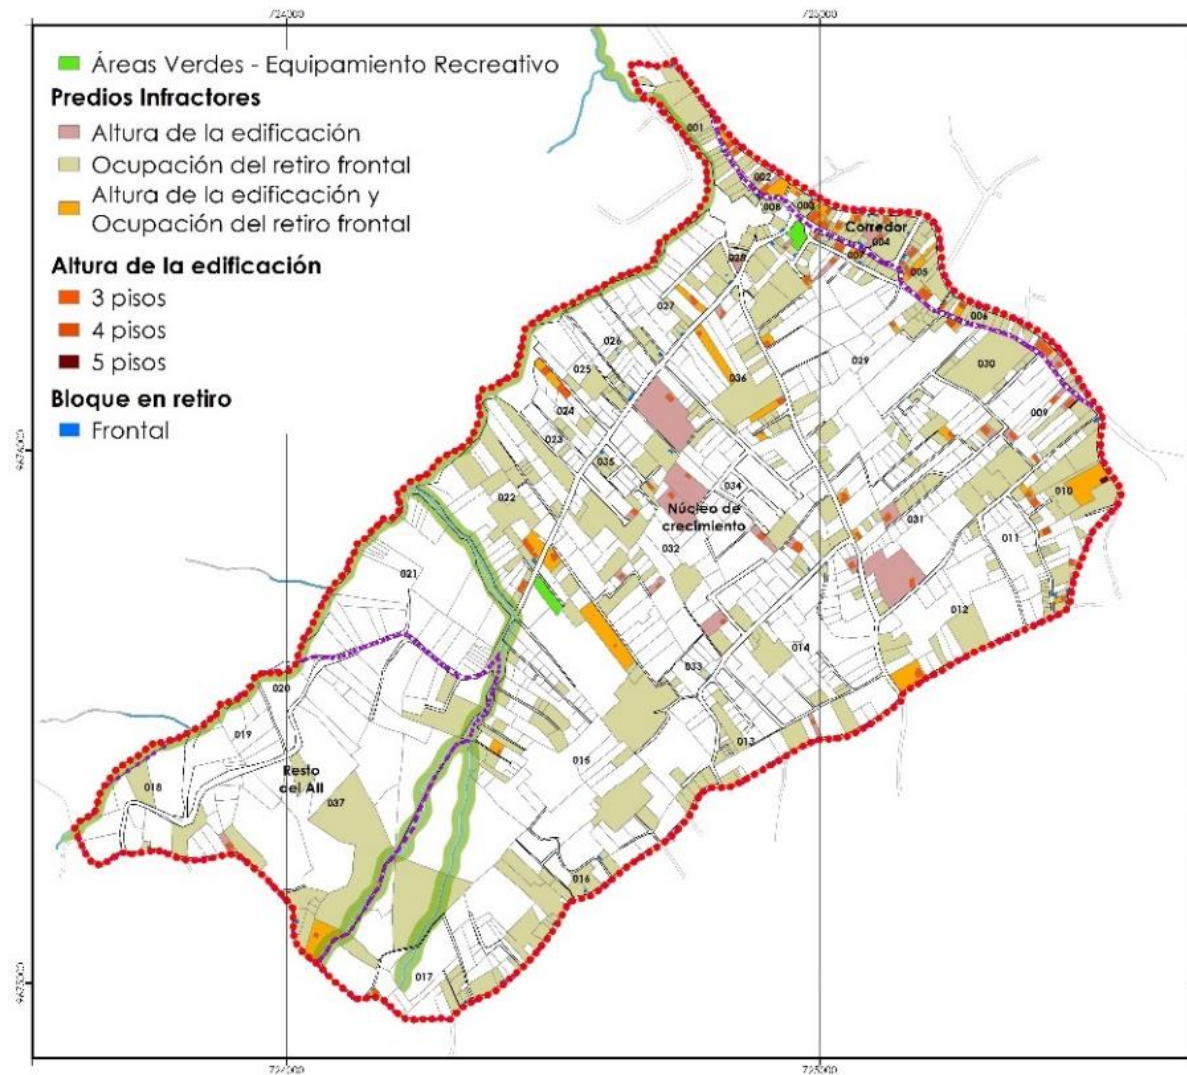 724000
725000
Áreas Verdes - Equipamiento Recreativo
Predios Infractores
Altura de la edificación
Ocupación del retiro frontal
Altura de la edificación y
Ocupación del retiro frontal
Altura de la edificación
3 pisos
4 pisos
5 pisos
Bloque en retiro
Frontal
001
002
008
003
Corredor
004
007
028
005
027
006
026
029
030
025
036
024
009
023
035
9676000
034
022
010
Núcleo de
crecimiento
031
032
011
021
012
014
033
020
019
013
015
Resto
del AII
018
037
016
017
9675000
724000
725000